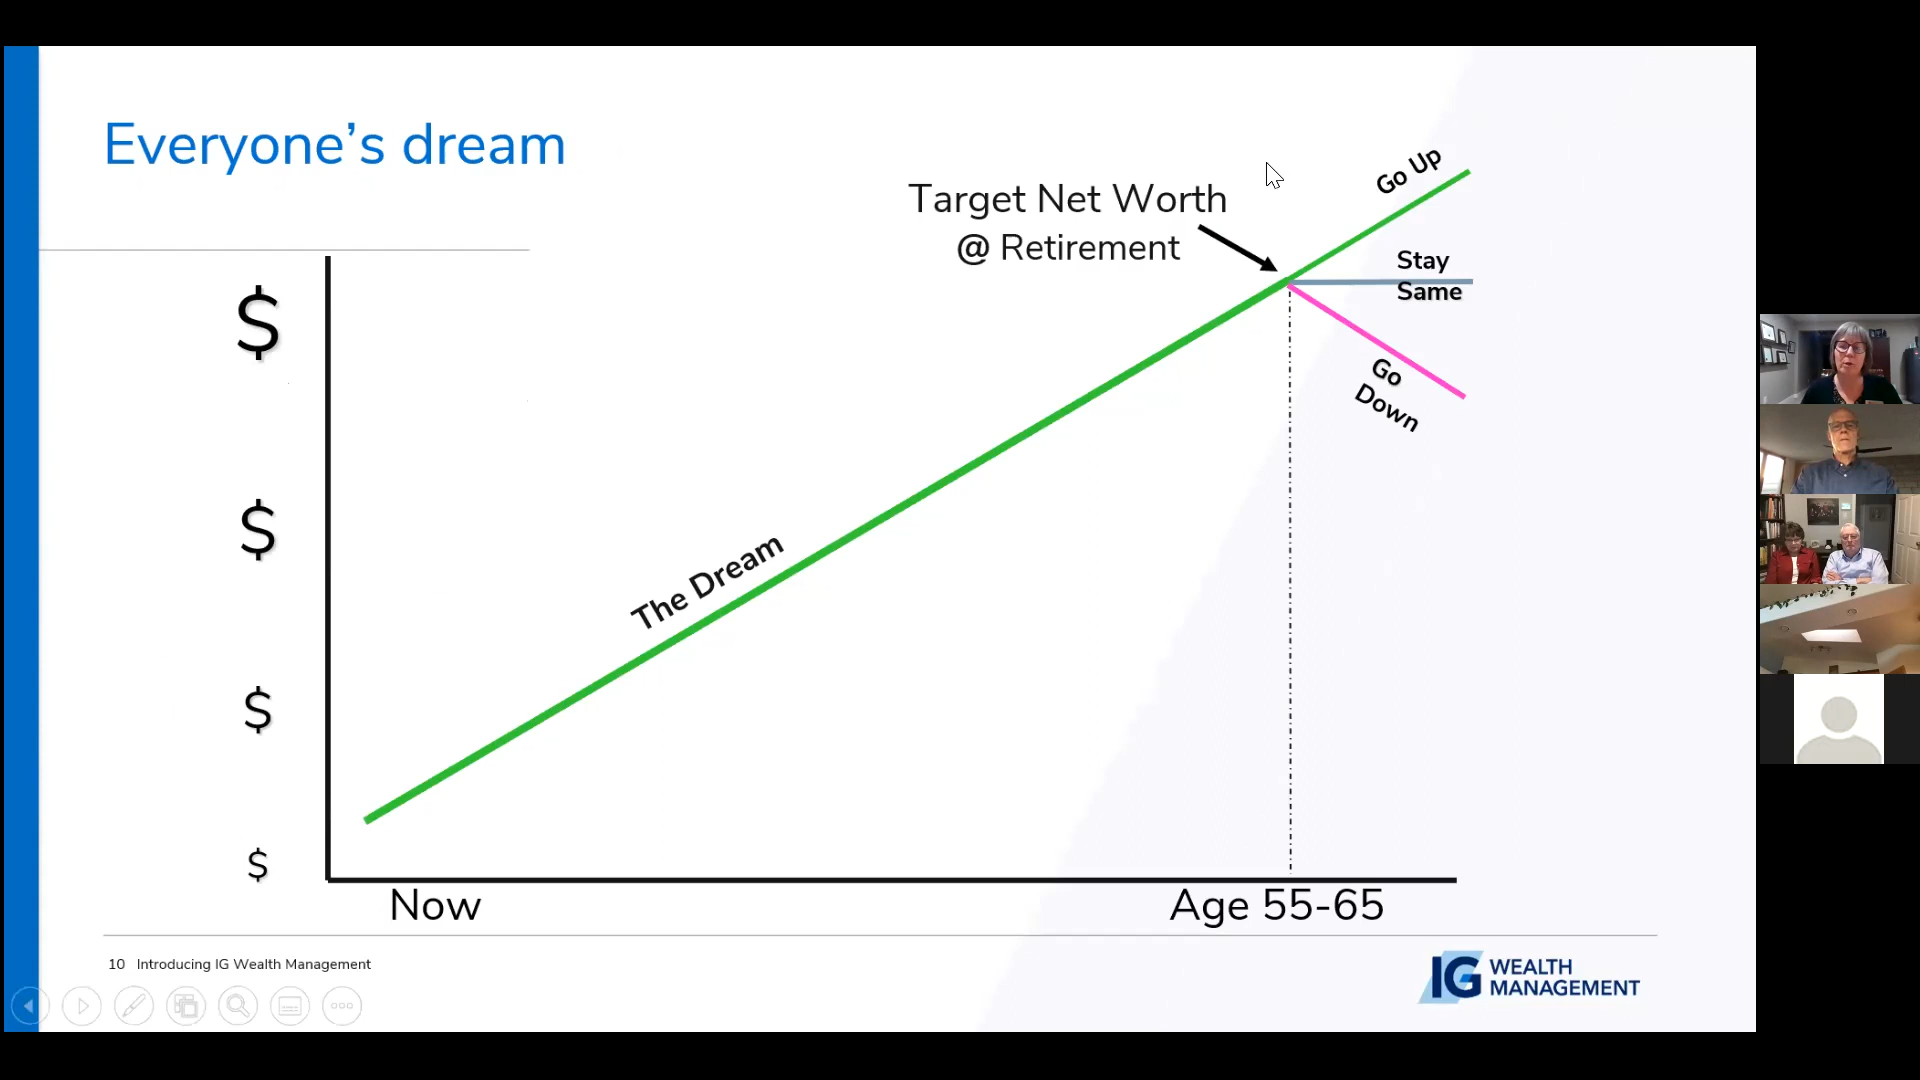 Everyone’s dream
Target Net Worth
@ Retirement
Go Up
Stay
Same
Go
Down
The Dream
$
$
$
$
Now
Age 55-65
10 Introducing IG Wealth Management
IG WEALTH
MANAGEMENT